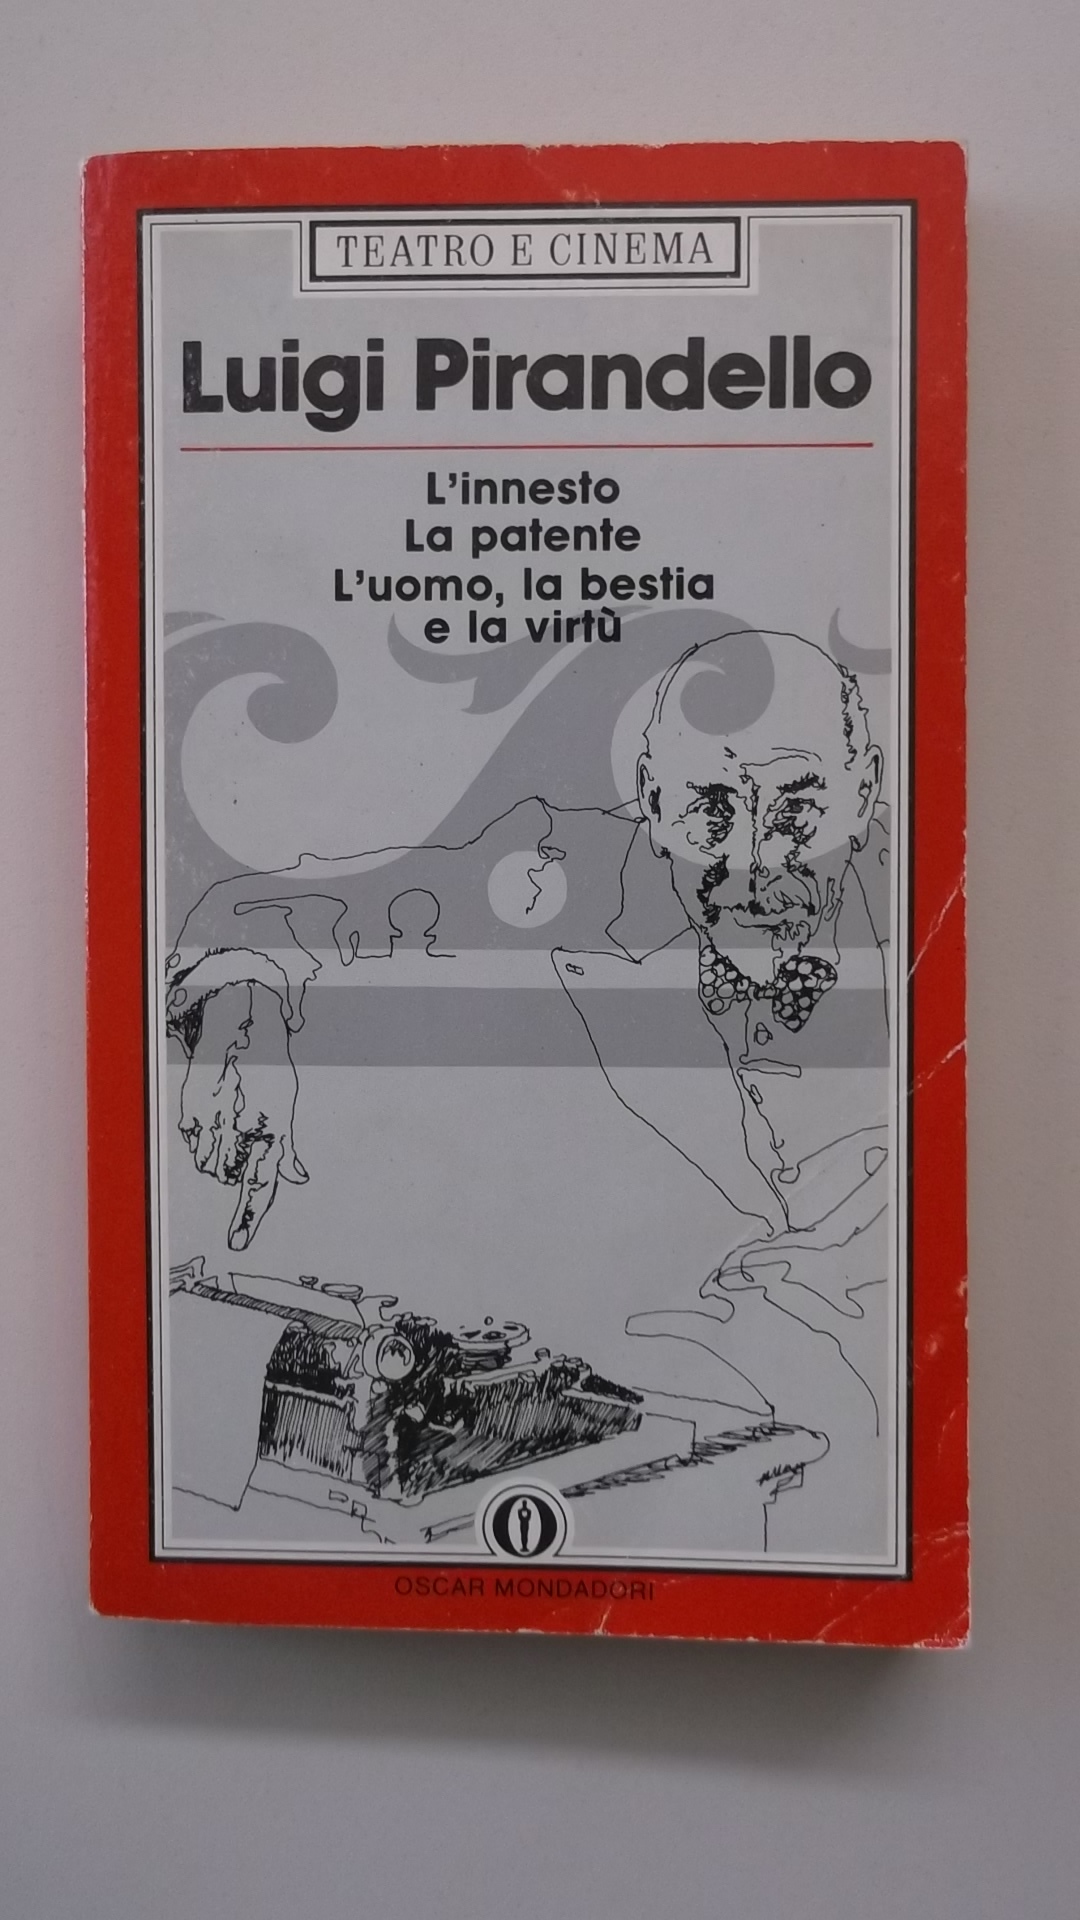 TEATRO E CINEMA
Luigi Pirandello
L'innesto
La patente
L'uomo, la bestia
e la virtù
OSCAR MONDADORI